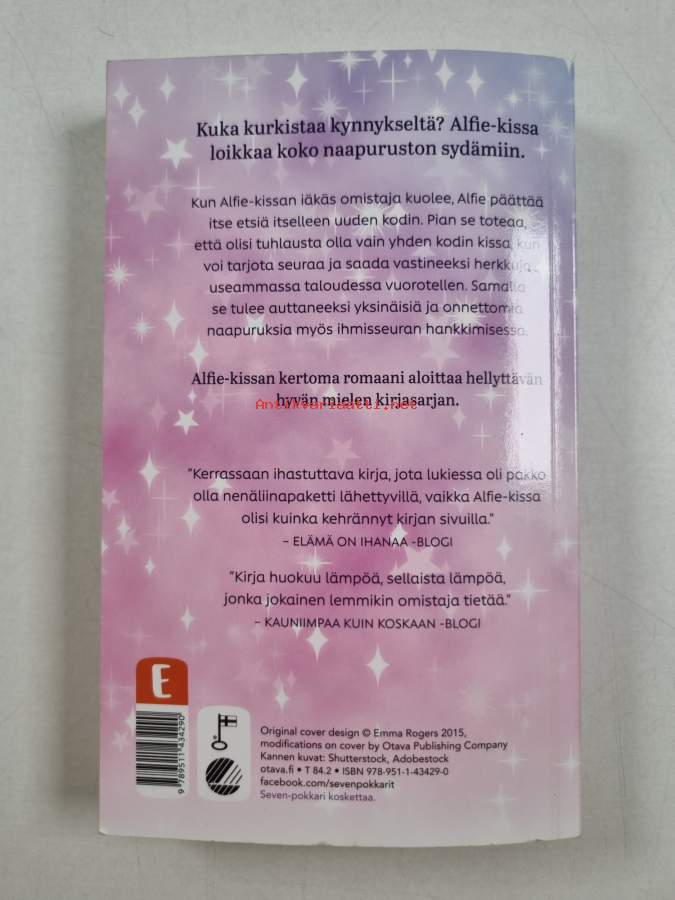 Kuka kurkistaa kynnykseltä? Alfie-kissa
loikkaa koko naapuruston sydämiin.
Kun Alfie-kissan iäkäs omistaja kuolee, Alfie päättää
itse etsiä itselleen uuden kodin. Pian se toteaa,
että olisi tuhlausta olla vain yhden kodin kissa, kun
voi tarjota seuraa ja saada vastineeksi herkkuja
useammassa taloudessa vuorotellen. Samalla
se tulee auttaneeksi yksinäisiä ja onnettomia
naapuruksia myös ihmisseuran hankkimisessa.
Alfie-kissan kertoma romaani aloittaa hellyttävän
hyvän mielen kirjasarjan.
Antikvariaatti.net
"Kerrassaan ihastuttava kirja, jota lukiessa oli pakko
olla nenäliinapaketti lähettyvillä, vaikka Alfie-kissa
olisi kuinka kehrännyt kirjan sivuilla."
– ELÄMÄ ON IHANAA -BLOGI
"Kirja huokuu lämpöä, sellaista lämpöä,
jonka jokainen lemmikin omistaja tietää."
– KAUNIIMPAA KUIN KOSKAAN -BLOGI
E
9 789511 434290
Original cover design © Emma Rogers 2015,
modifications on cover by Otava Publishing Company
Kannen kuvat: Shutterstock, Adobestock
otava.fi • T 84.2 • ISBN 978-951-1-43429-0
facebook.com/sevenpokkarit
Seven-pokkari koskettaa.